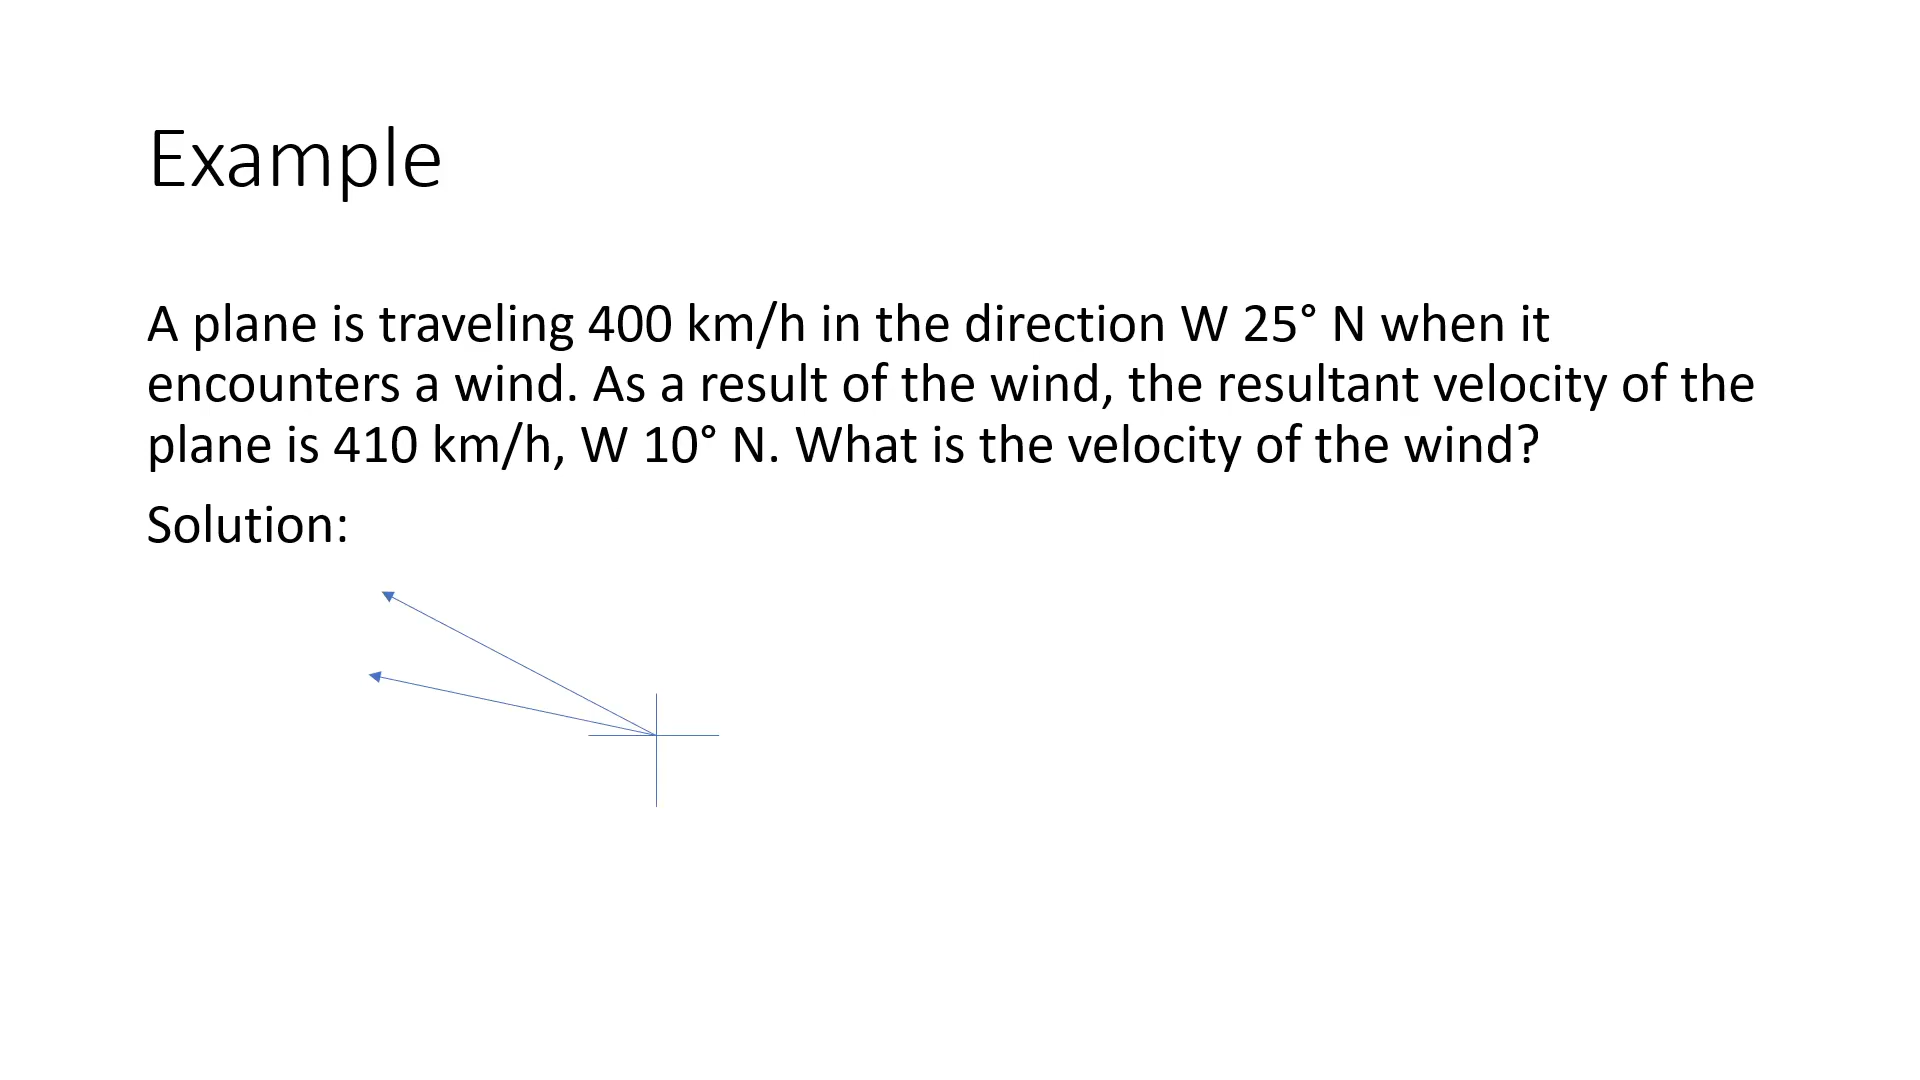 Example
A plane is traveling 400 km/h in the direction W 25° N when it
encounters a wind. As a result of the wind, the resultant velocity of the
plane is 410 km/h, W 10° N. What is the velocity of the wind?
Solution: